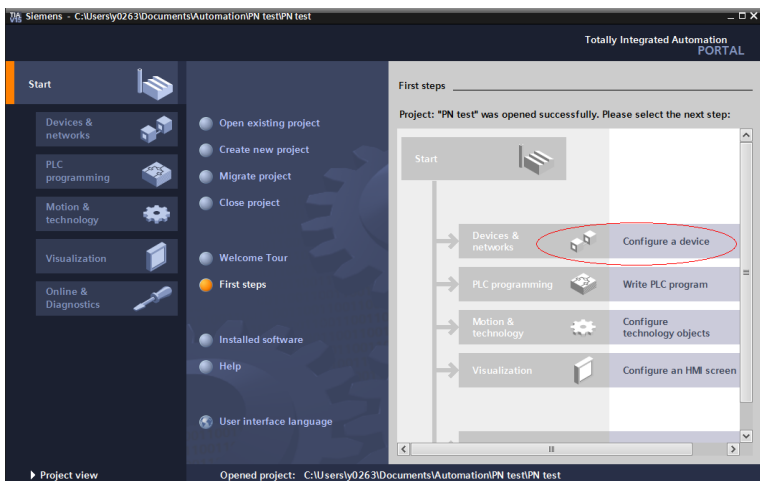 Siemens - C:\Users\y0263\Documents\Automation\PN test\PN test
Totally Integrated Automation
PORTAL
Start
Devices &
networks
PLC
programming
Motion &
technology
Visualization
Online &
Diagnostics
Open existing project
Create new project
Migrate project
Close project
Welcome Tour
First steps
Installed software
Help
User interface language
First steps
Project: "PN test" was opened successfully. Please select the next step:
Start
Devices &
networks
Configure a device
PLC programming
Write PLC program
Motion &
technology
Configure
technology objects
Visualization
Configure an HMI screen
Project view
Opened project: C:\Users\y0263\Documents\Automation\PN test\PN test